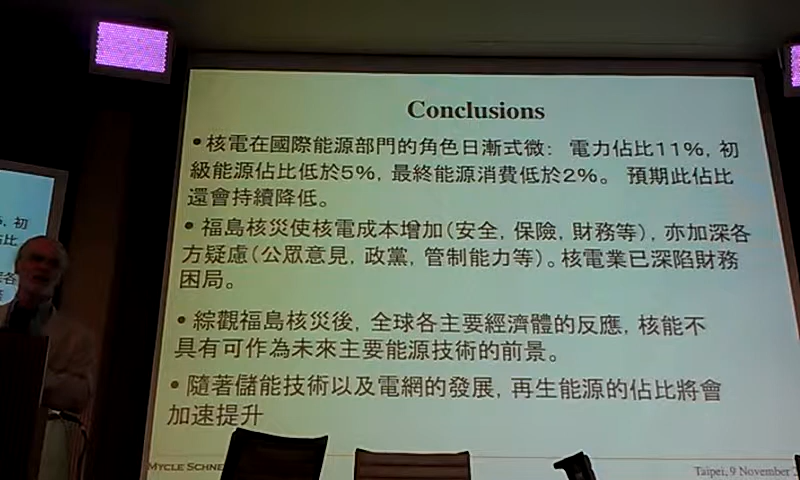 Conclusions
•核電在國際能源部門的角色日漸式微: 電力佔比11%, 初
級能源佔比低於5%, 最終能源消費低於2%。 預期此佔比
還會持續降低。
•福島核災使核電成本增加(安全, 保險, 財務等), 亦加深各
方疑慮(公眾意見, 政黨, 管制能力等)。核電業已深陷財務
困局。
•綜觀福島核災後, 全球各主要經濟體的反應, 核能不
具有可作為未來主要能源技術的前景。
•隨著儲能技術以及電網的發展, 再生能源的佔比將會
加速提升
MYCLE SCHNE
Taipei, 9 November 2
初
佔比